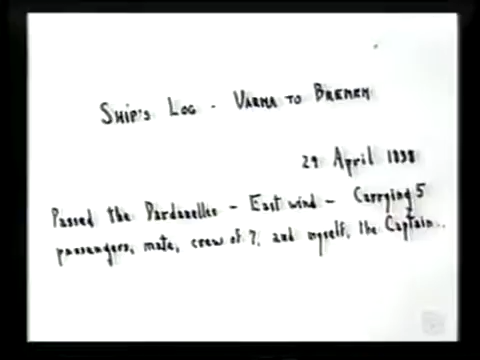 Ship's Log - Varna to Bremen
29 April 1838
Passed the Dardanelles - East wind - Carrying 5
passengers, mate, crew of 7, and myself, the Captain..